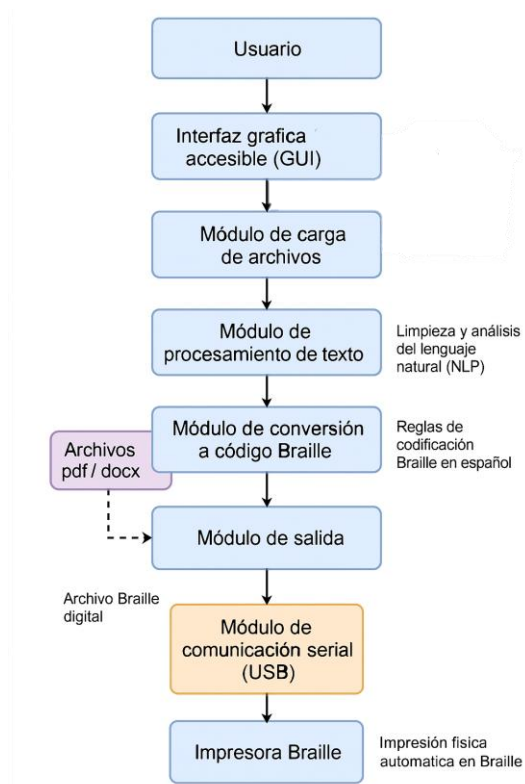 Usuario
Interfaz grafica
accesible (GUI)
Módulo de carga
de archivos
Módulo de
procesamiento de texto
Limpieza y análisis
del lenguaje
natural (NLP)
Módulo de conversión
a código Braille
Reglas de
codificación
Braille en español
Archivos
pdf / docx
Módulo de salida
Archivo Braille
digital
Módulo de
comunicación serial
(USB)
Impresora Braille
Impresión fisica
automatica en Braille